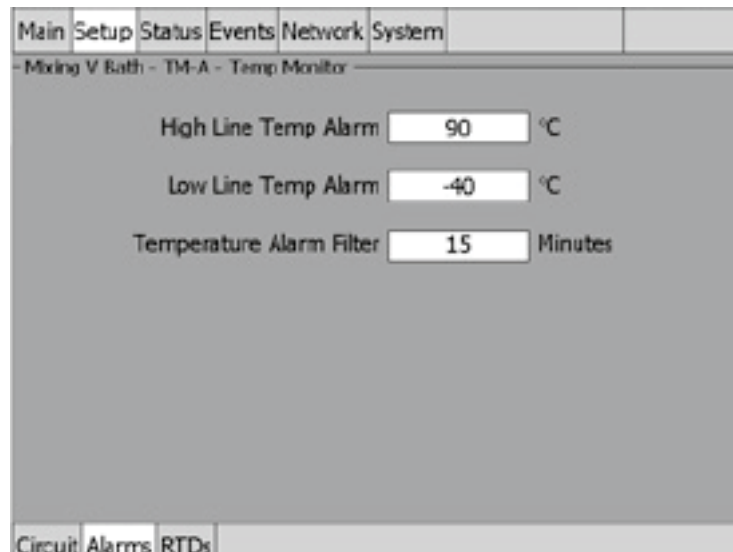 Main Setup Status Events Network System
Mixing V Bath - TM-A - Temp Monitor
High Line Temp Alarm 90 °C
Low Line Temp Alarm -40 °C
Temperature Alarm Filter 15 Minutes
Circuit Alarms RTDs